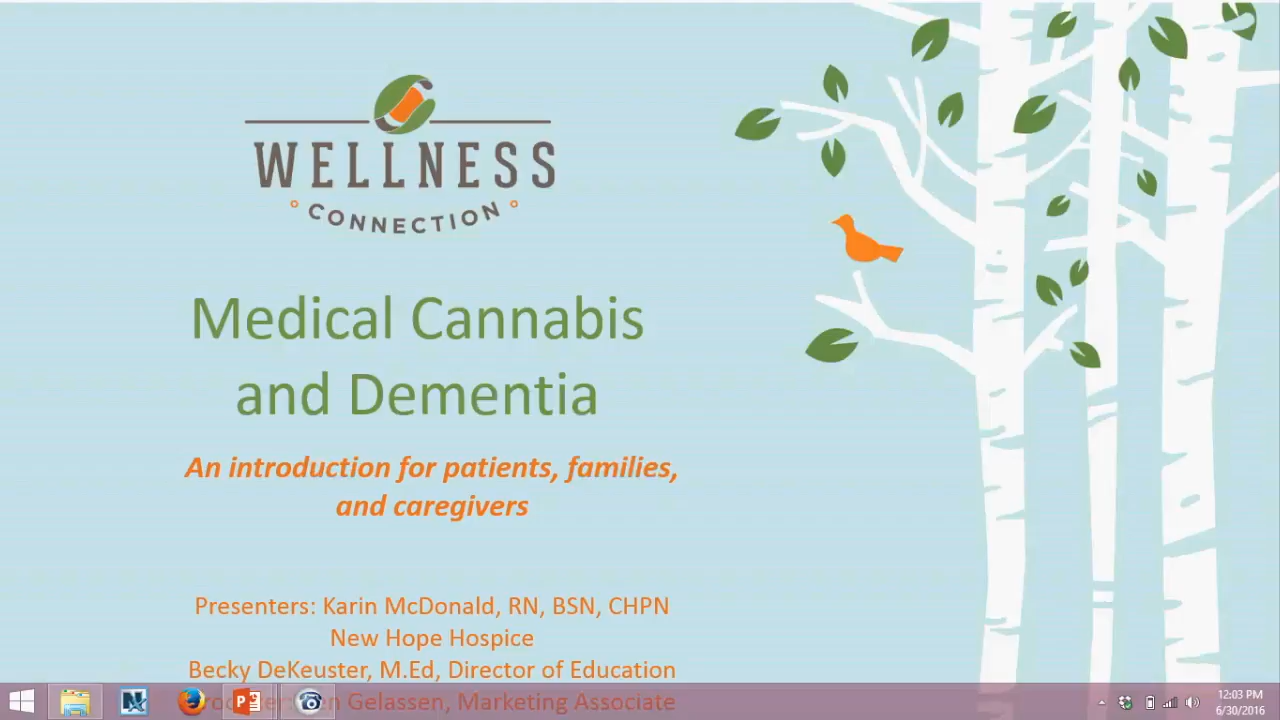 WELLNESS
CONNECTION
Medical Cannabis
and Dementia
An introduction for patients, families,
and caregivers
Presenters: Karin McDonald, RN, BSN, CHPN
New Hope Hospice
Becky DeKeuster, M.Ed, Director of Education
Gelassen, Marketing Associate
12:03 PM
6/30/2016